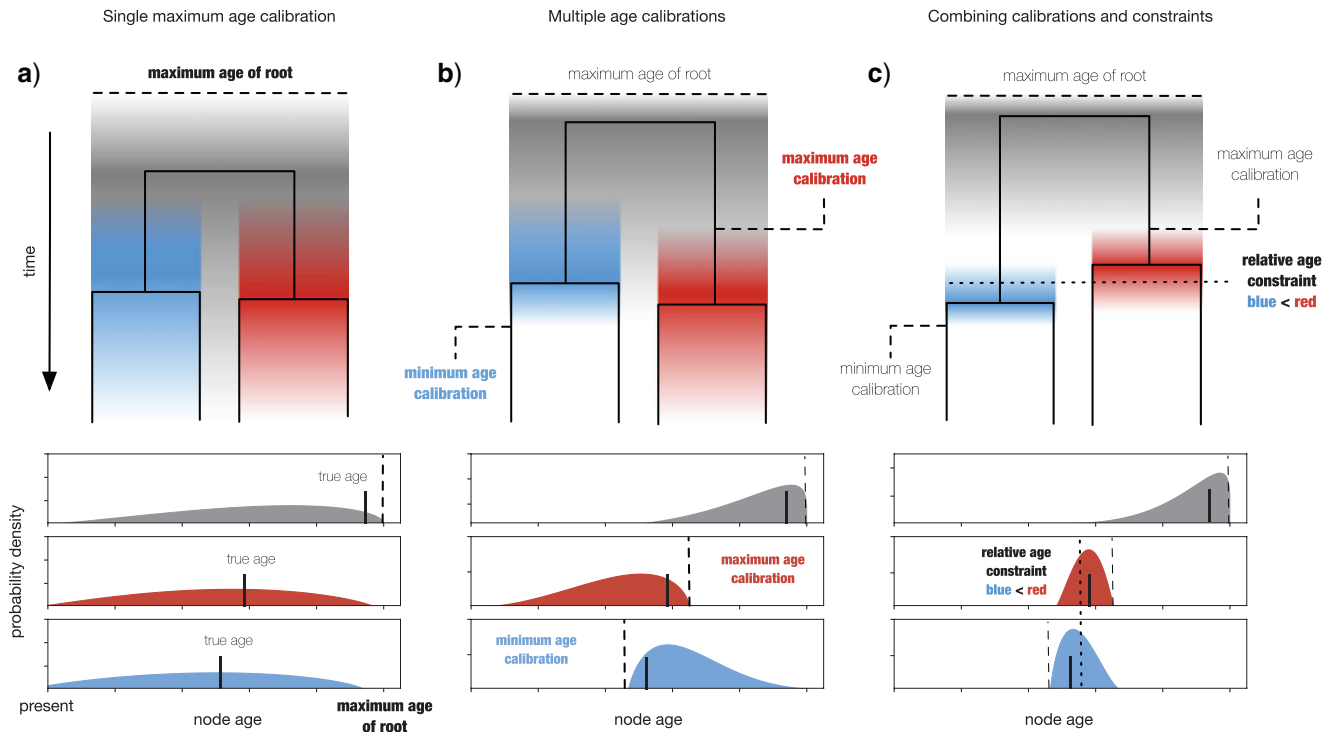 Single maximum age calibration
Multiple age calibrations
Combining calibrations and constraints
a)
maximum age of root
time
b)
maximum age of root
maximum age
calibration
minimum age
calibration
c)
maximum age of root
maximum age
calibration
relative age
constraint
blue < red
minimum age
calibration
probability density
true age
true age
true age
present
node age
maximum age
of root
maximum age
calibration
minimum age
calibration
node age
relative age
constraint
blue < red
node age